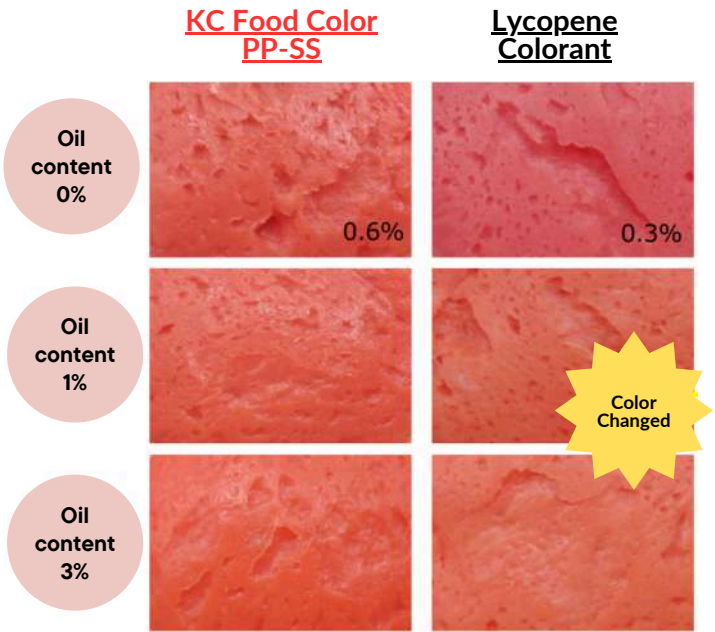 KC Food Color
PP-SS
Lycopene
Colorant
Oil
content
0%
0.6%
0.3%
Oil
content
1%
Color
Changed
Oil
content
3%